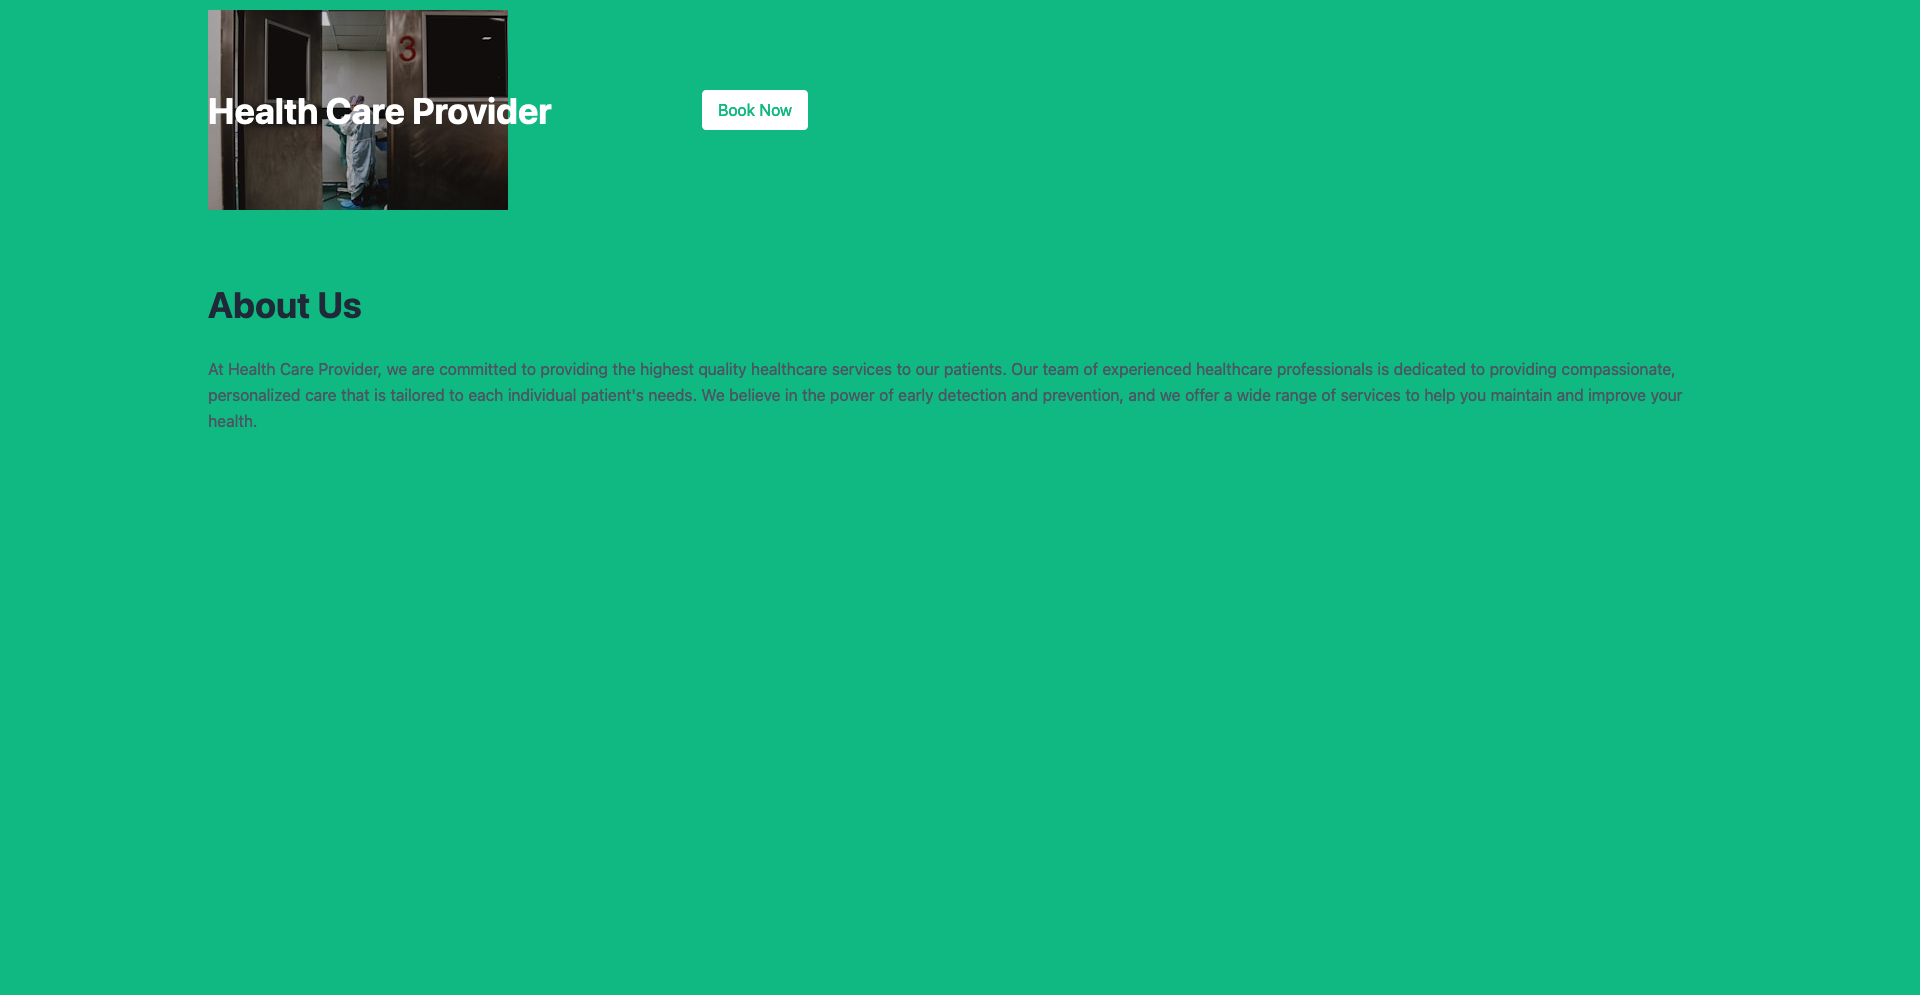 3
Health Care Provider
Book Now
About Us
At Health Care Provider, we are committed to providing the highest quality healthcare services to our patients. Our team of experienced healthcare professionals is dedicated to providing compassionate,
personalized care that is tailored to each individual patient's needs. We believe in the power of early detection and prevention, and we offer a wide range of services to help you maintain and improve your
health.